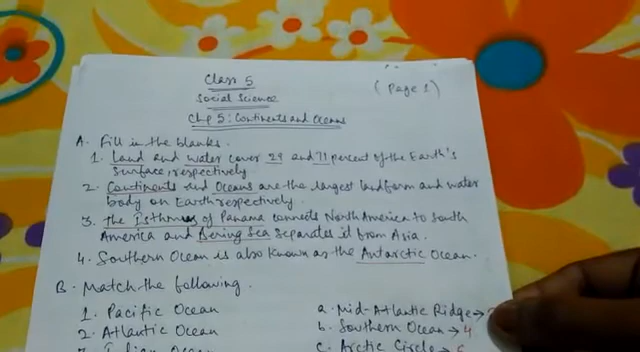 Class 5
(Page 1)
Social Science
Chp 5: Continents and Oceans
A. Fill in the blanks.
1. Land and water cover 29 and 71 percent of the Earth's
surface, respectively.
2. Continents and Oceans are the largest landform and water
body on Earth respectively.
3. The Isthmus of Panama connects North America to South
America and Bering Sea separates it from Asia.
4. Southern Ocean is also known as the Antarctic Ocean.
B. Match the following.
1. Pacific Ocean
a. Mid-Atlantic Ridge →
2. Atlantic Ocean
b. Southern Ocean → 4
3. Indian Ocean
c. Arctic Circle →